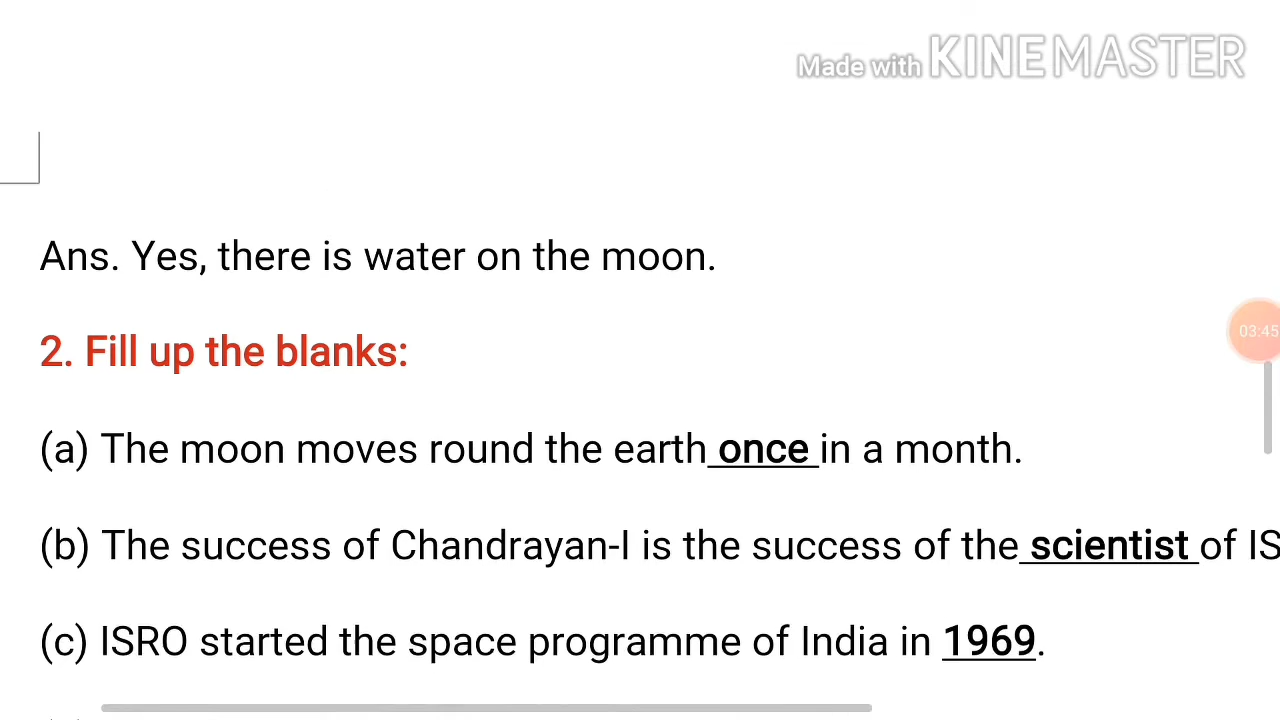 Made with KINEMASTER
Ans. Yes, there is water on the moon.
03:45
2. Fill up the blanks:
(a) The moon moves round the earth once in a month.
(b) The success of Chandrayan-I is the success of the scientist of IS
(c) ISRO started the space programme of India in 1969.